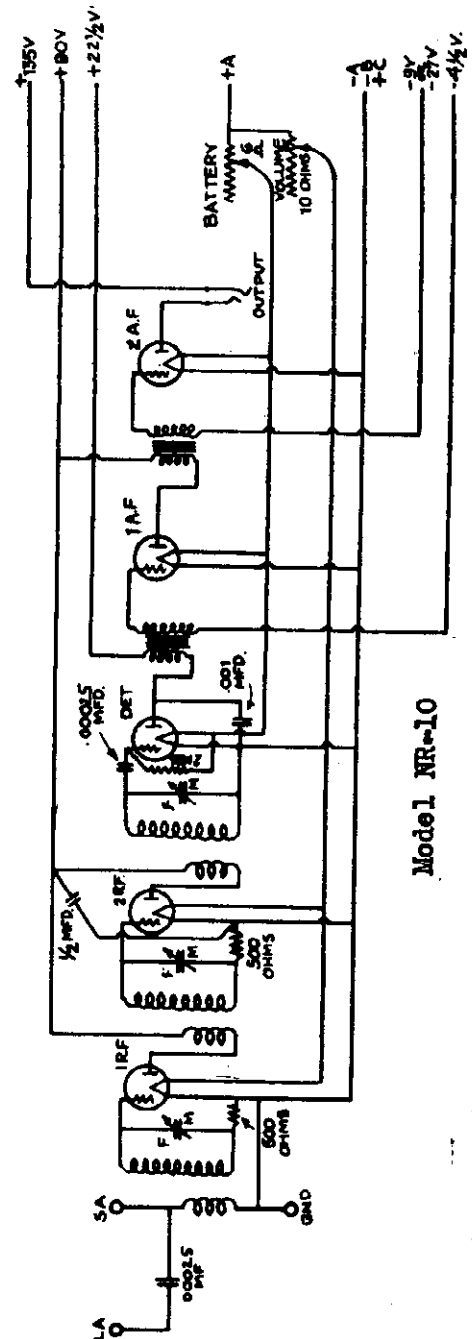 +
135V
+90V
+22½V
+A
-A
-B
+C
-9V
-27V
-4½V.
BATTERY
6
Ω
VOLUME
10 OHMS
OUTPUT
2 A.F
1 A.F
DET
.00025
MFD.
.001
MFD.
F
M
2 RF.
½ MFD.
F
M
500
OHMS
1 RF
F
M
500
OHMS
SA
GND
LA
.00025
MF
Model NR-10